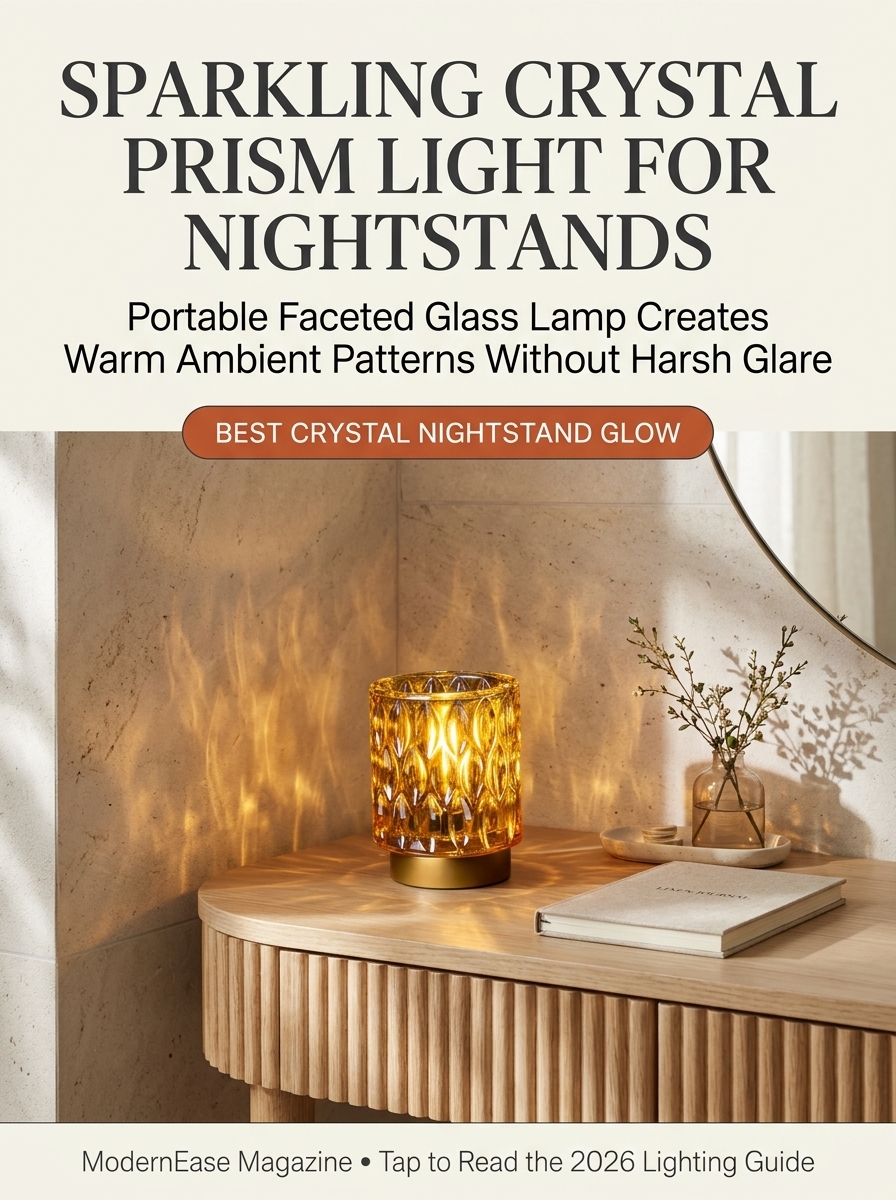 SPARKLING CRYSTAL
PRISM LIGHT FOR
NIGHTSTANDS
Portable Faceted Glass Lamp Creates
Warm Ambient Patterns Without Harsh Glare
BEST CRYSTAL NIGHTSTAND GLOW
ModernEase Magazine • Tap to Read the 2026 Lighting Guide